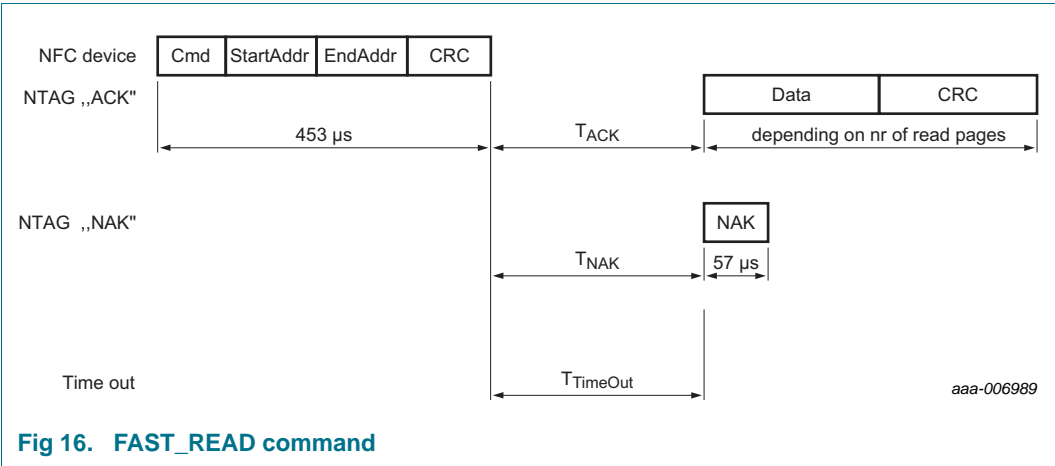 NFC device Cmd StartAddr EndAddr CRC
NTAG ,,ACK" Data CRC
453 µs TACK depending on nr of read pages
NTAG ,,NAK" NAK
TNAK 57 µs
Time out TTimeOut aaa-006989
Fig 16. FAST_READ command